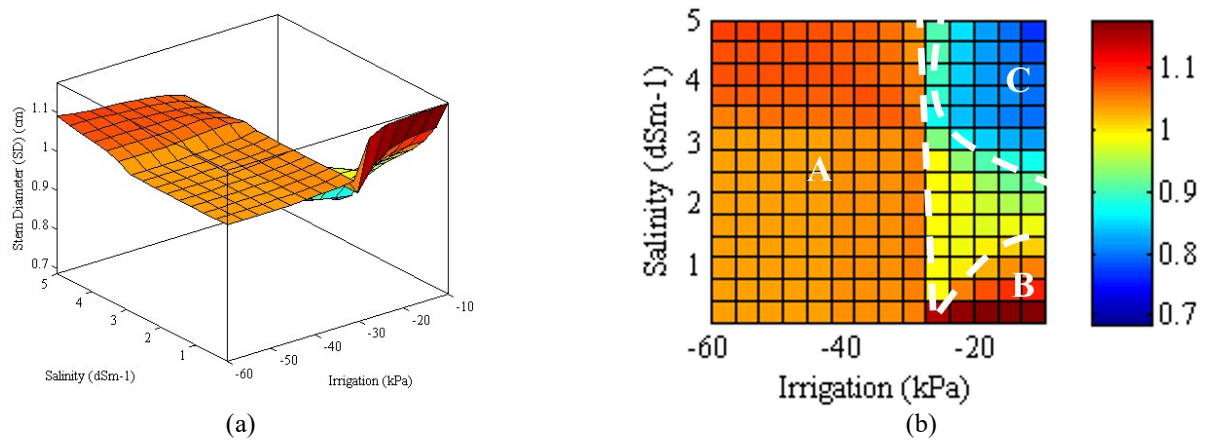 Stem Diameter (SD) (cm)
1.1
1
0.9
0.8
0.7
5
4
3
2
1
-60
-50
-40
-30
-20
-10
Salinity (dSm-1)
Irrigation (kPa)
(a)
Salinity (dSm-1)
5
4
3
2
1
-60
-40
-20
Irrigation (kPa)
A
B
C
1.1
1
0.9
0.8
0.7
(b)